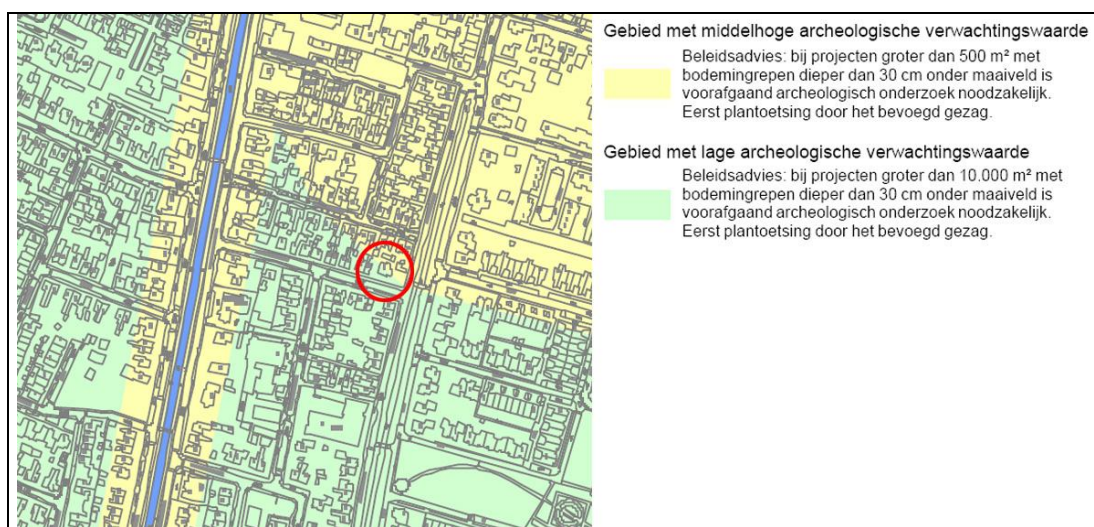 Gebied met middelhoge archeologische verwachtingswaarde
Beleidsadvies: bij projecten groter dan 500 m² met
bodemingrepen dieper dan 30 cm onder maaiveld is
voorafgaand archeologisch onderzoek noodzakelijk.
Eerst plantoetsing door het bevoegd gezag.
Gebied met lage archeologische verwachtingswaarde
Beleidsadvies: bij projecten groter dan 10.000 m² met
bodemingrepen dieper dan 30 cm onder maaiveld is
voorafgaand archeologisch onderzoek noodzakelijk.
Eerst plantoetsing door het bevoegd gezag.